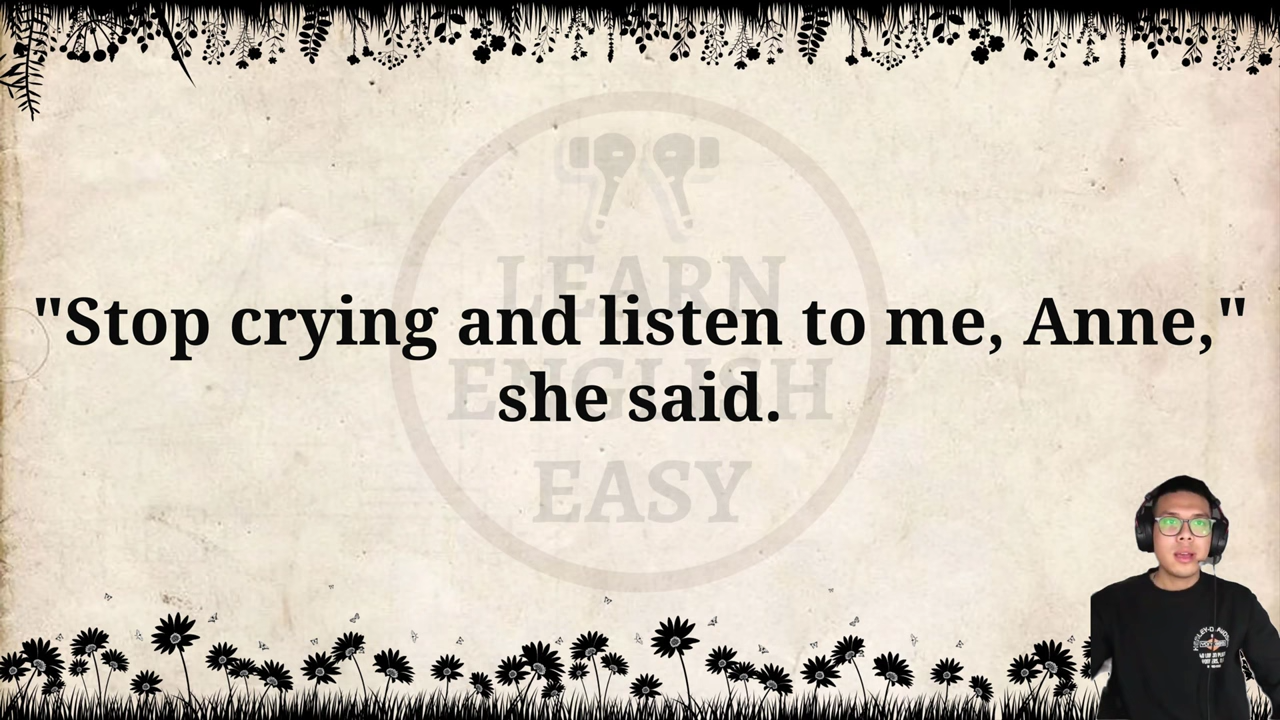 LEARN
"Stop crying and listen to me, Anne,"
ENGLISH
she said.
EASY